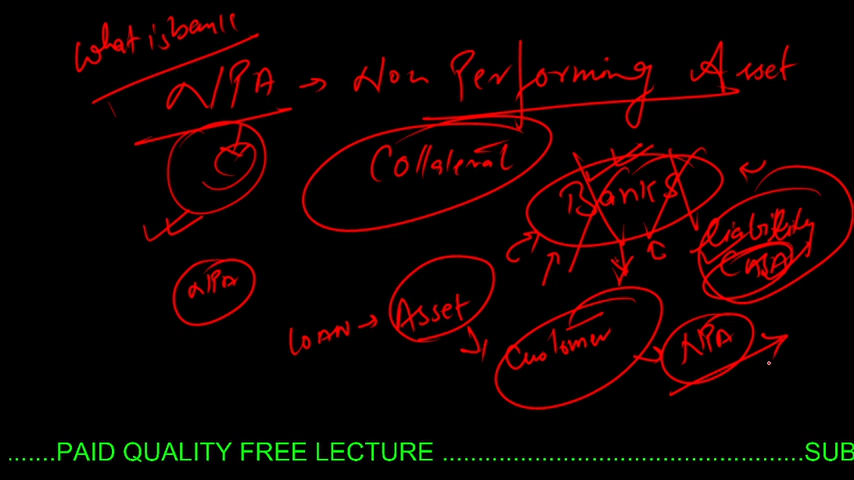 What is bank
NPA → Non Performing Asset
Collateral
Banks
liability
NPA
LOAN → Asset
Customer
NPA
.......PAID QUALITY FREE LECTURE ..................................................SUB